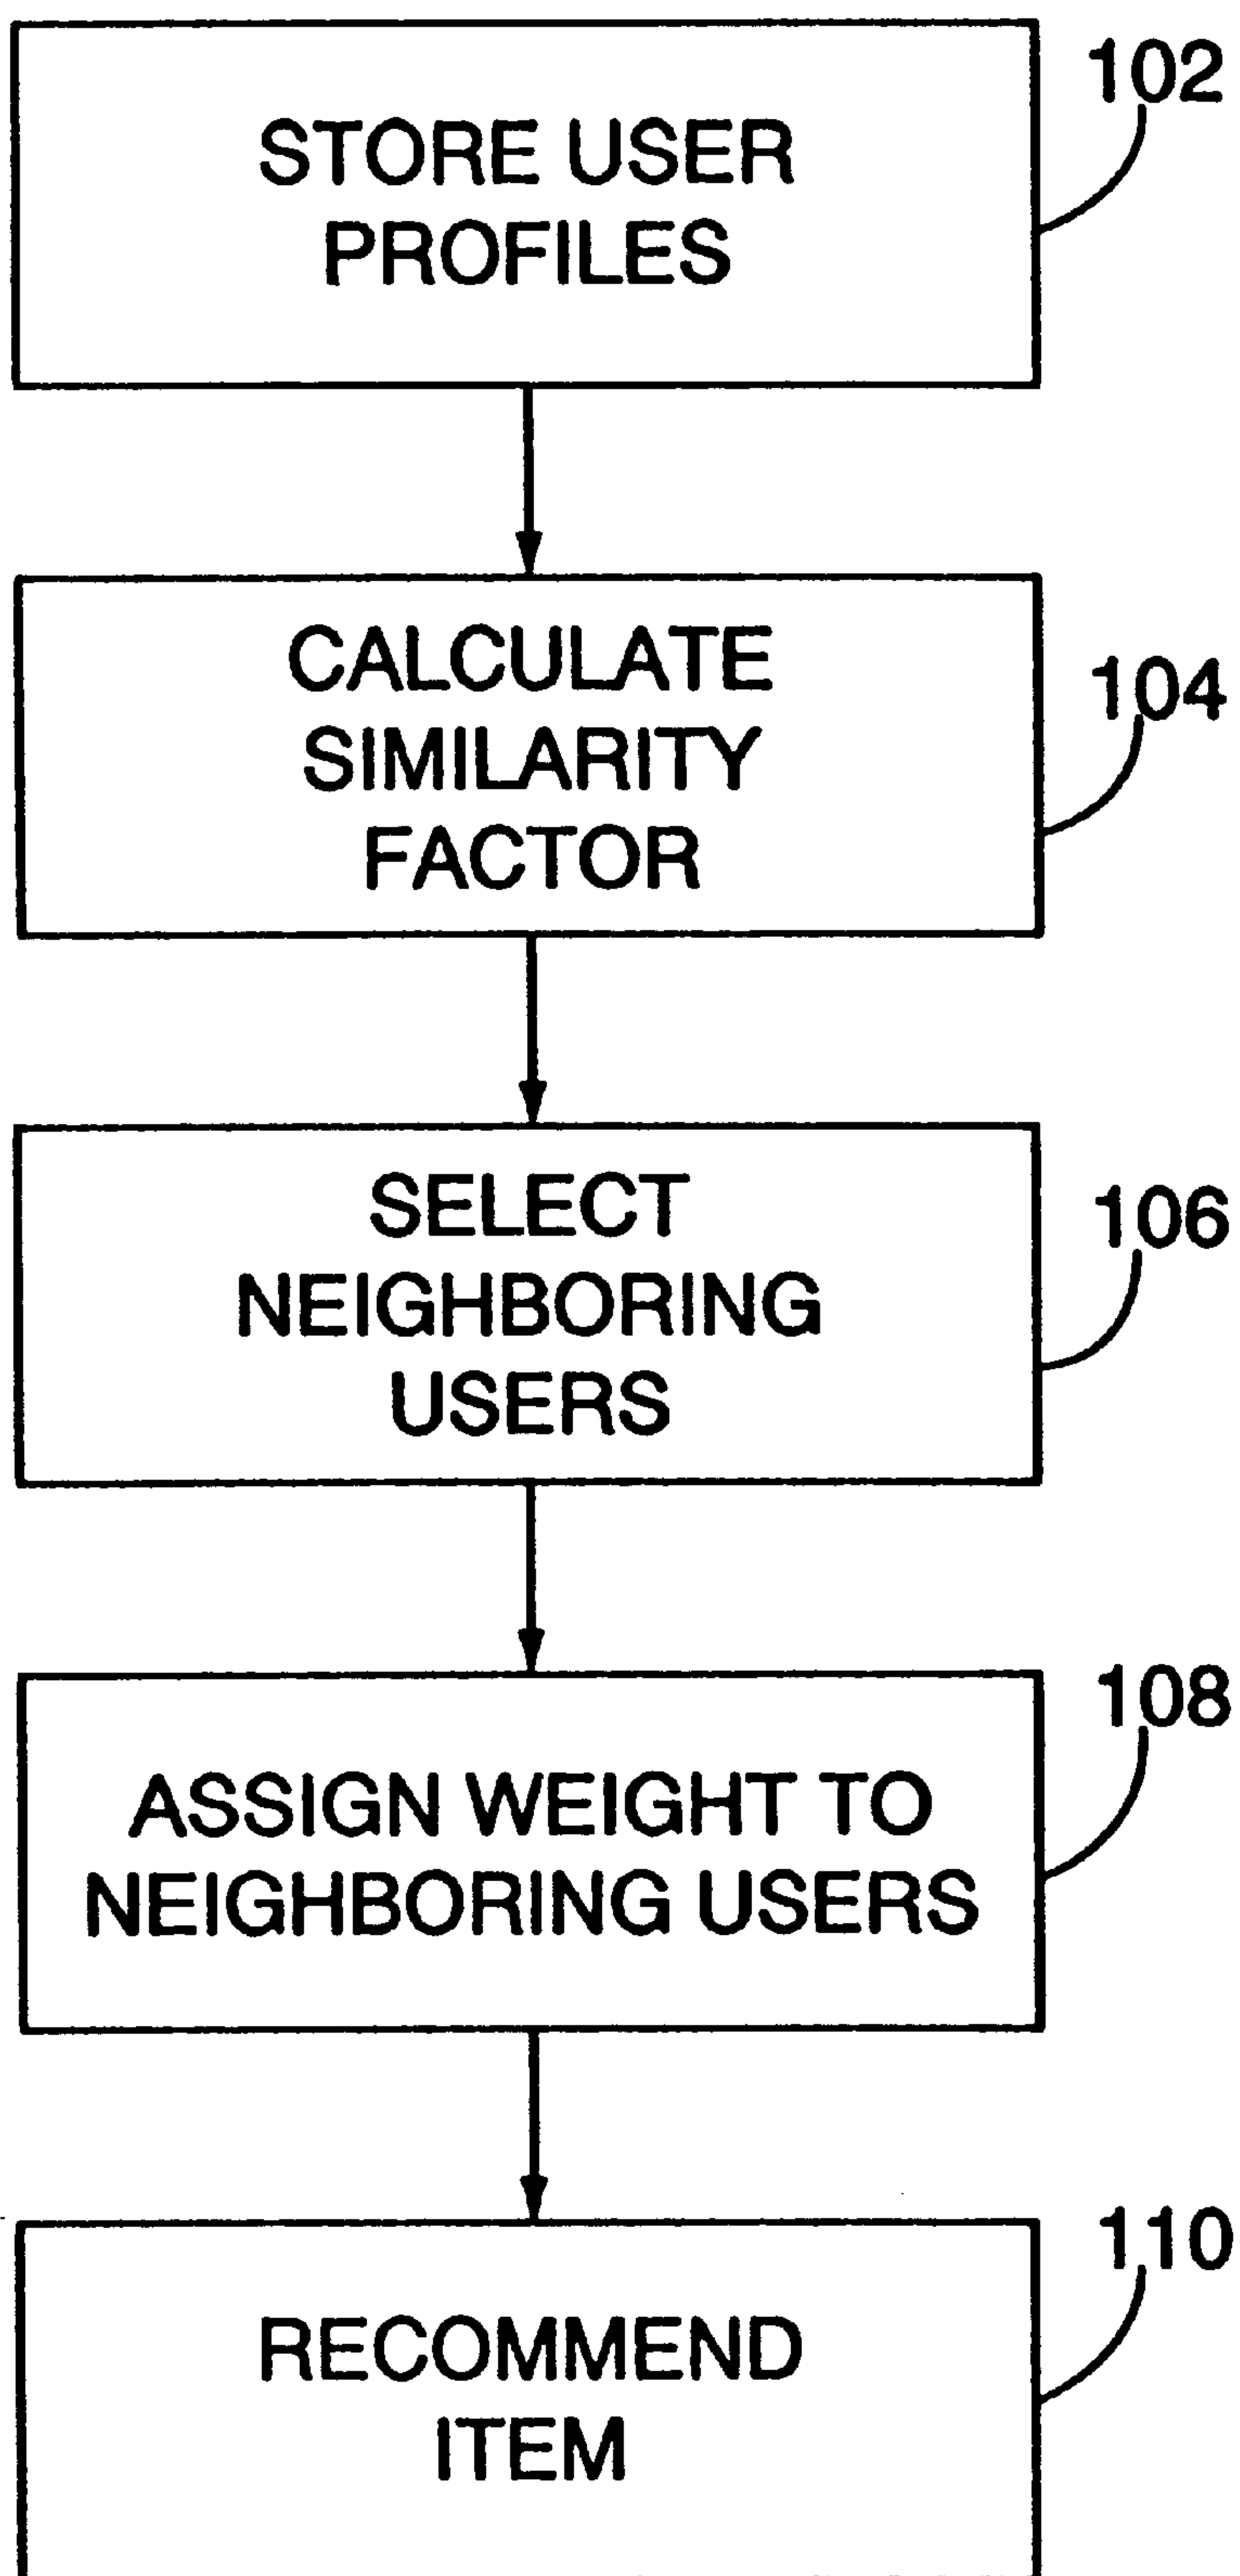 STORE USER
PROFILES
102
CALCULATE
SIMILARITY
FACTOR
104
SELECT
NEIGHBORING
USERS
106
ASSIGN WEIGHT TO
NEIGHBORING USERS
108
RECOMMEND
ITEM
110